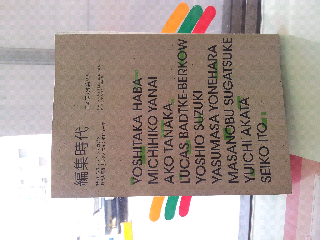 編集時代
YOSHITAKA HABA
MICHIHIKO YANAI
AKO TANAKA
LUCAS BADTKE-BERKOW
YOSHIO SUZUKI
YASUMASA YONEHARA
MASANOBU SUGATSUKE
YUICHI AKATA
SEIKO ITO